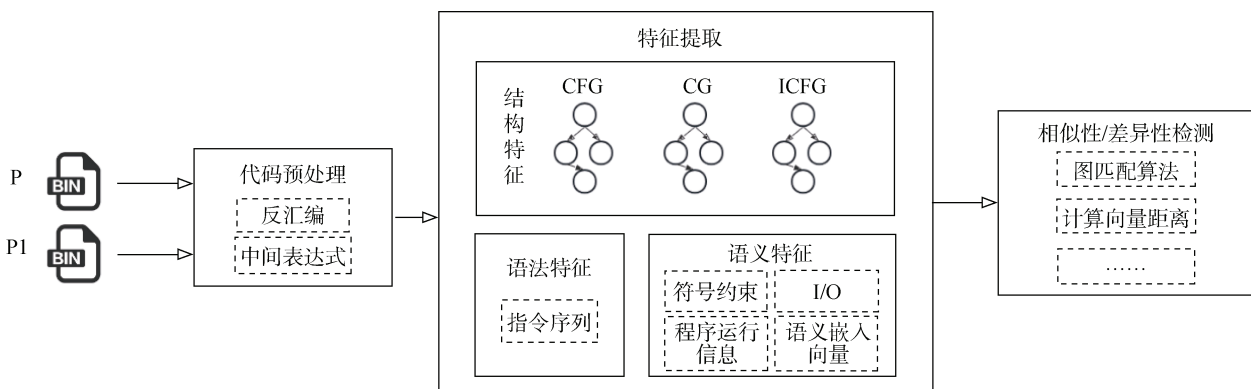 P
BIN
P1
BIN
代码预处理
反汇编
中间表达式
特征提取
结构特征
CFG
CG
ICFG
语法特征
指令序列
语义特征
符号约束
I/O
程序运行
信息
语义嵌入
向量
相似性/差异性检测
图匹配算法
计算向量距离
……